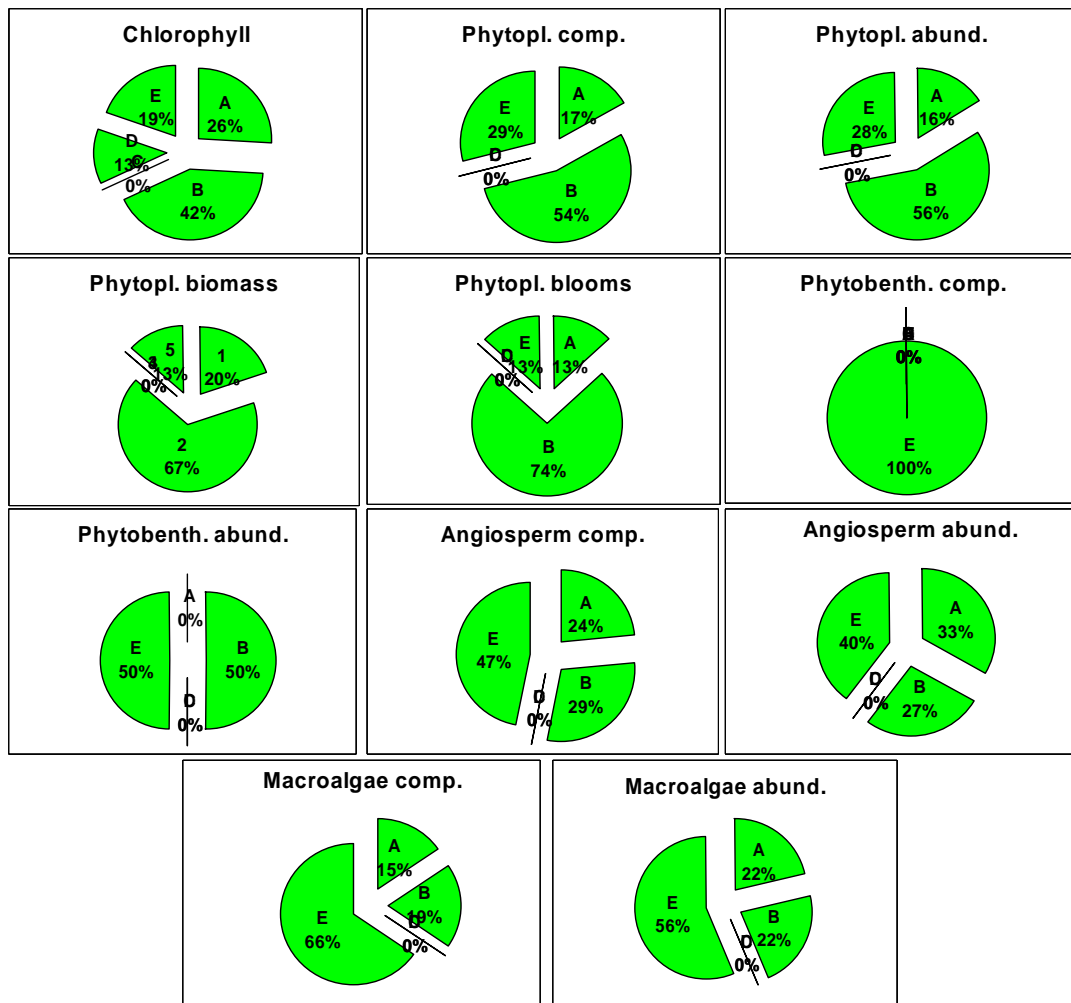 Chlorophyll
E
19%
A
26%
D
13%
C
0%
B
42%
Phytopl. comp.
E
29%
A
17%
D
0%
B
54%
Phytopl. abund.
E
28%
A
16%
D
0%
B
56%
Phytopl. biomass
5
13%
1
20%
0%
2
67%
Phytopl. blooms
E
13%
A
13%
D
0%
B
74%
Phytobenth. comp.
0%
E
100%
Phytobenth. abund.
A
0%
E
50%
B
50%
D
0%
Angiosperm comp.
A
24%
E
47%
B
29%
D
0%
Angiosperm abund.
E
40%
A
33%
D
0%
B
27%
Macroalgae comp.
A
15%
B
19%
E
66%
D
0%
Macroalgae abund.
A
22%
E
56%
B
22%
D
0%